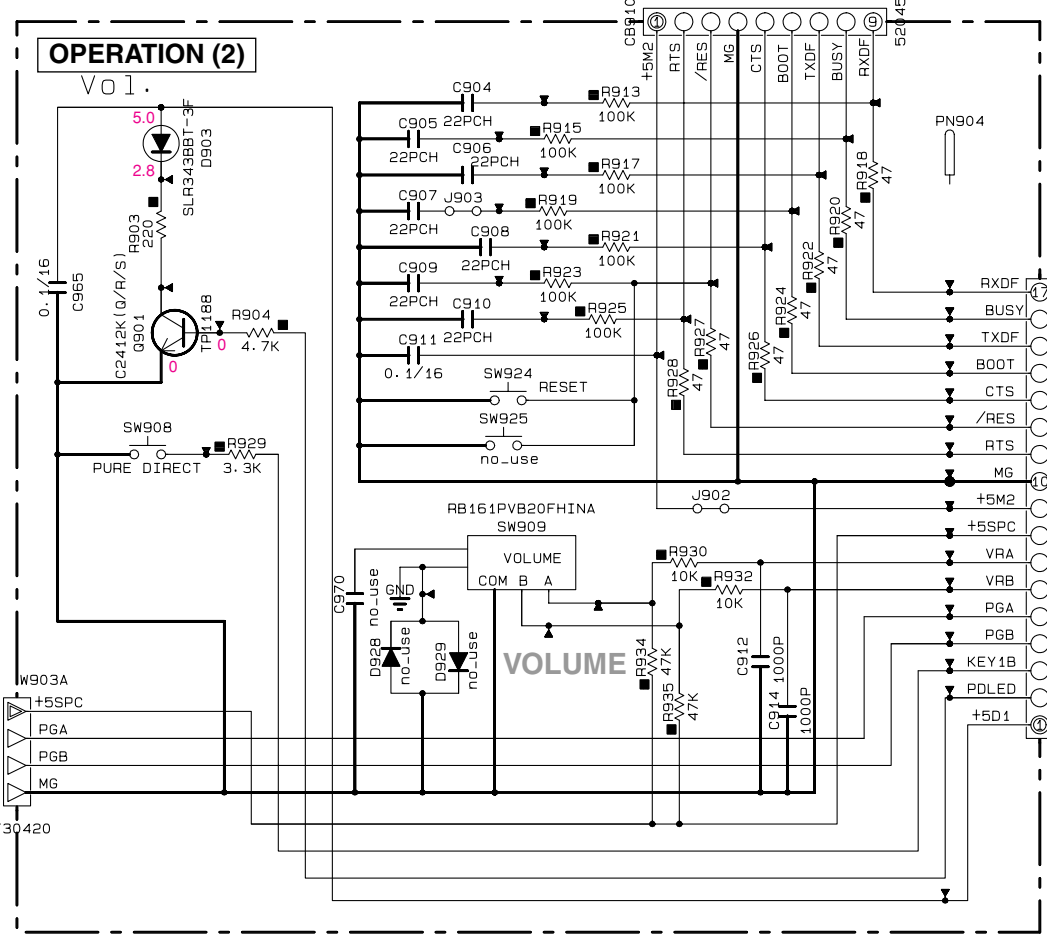 OPERATION (2)
Vol.
CB910
52045
1
9
+5M2
RTS
/RES
MG
CTS
BOOT
TXDF
BUSY
RXDF
5.0
2.8
SLR343BBT-3F
D903
R903
220
0.1/16
C965
C2412K(Q/R/S)
Q901
TP1188
0
0
R904
4.7K
SW908
PURE DIRECT
R929
3.3K
C904
22PCH
R913
100K
C905
22PCH
R915
100K
C906
22PCH
R917
100K
C907
22PCH
J903
R919
100K
C908
22PCH
R921
100K
C909
22PCH
R923
100K
C910
22PCH
R925
100K
C911
0.1/16
SW924
RESET
SW925
no_use
R918
47
R920
47
R922
47
R924
47
R926
47
R927
47
R928
47
PN904
RXDF
17
BUSY
TXDF
BOOT
CTS
/RES
RTS
MG
10
+5M2
+5SPC
VRA
VRB
PGA
PGB
KEY1B
PDLED
+5D1
1
J902
RB161PVB20FHINA
SW909
VOLUME
COM B A
GND
C970
no_use
D928
no_use
D929
no_use
VOLUME
R930
10K
R932
10K
R934
47K
R935
47K
C912
1000P
C914
1000P
W903A
+5SPC
PGA
PGB
MG
30420